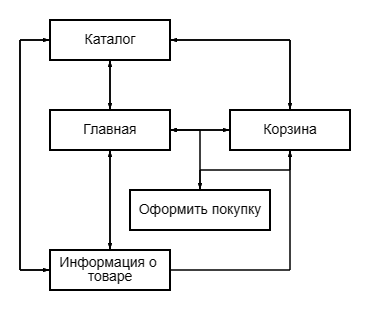 Каталог
Главная
Корзина
Оформить покупку
Информация о
товаре